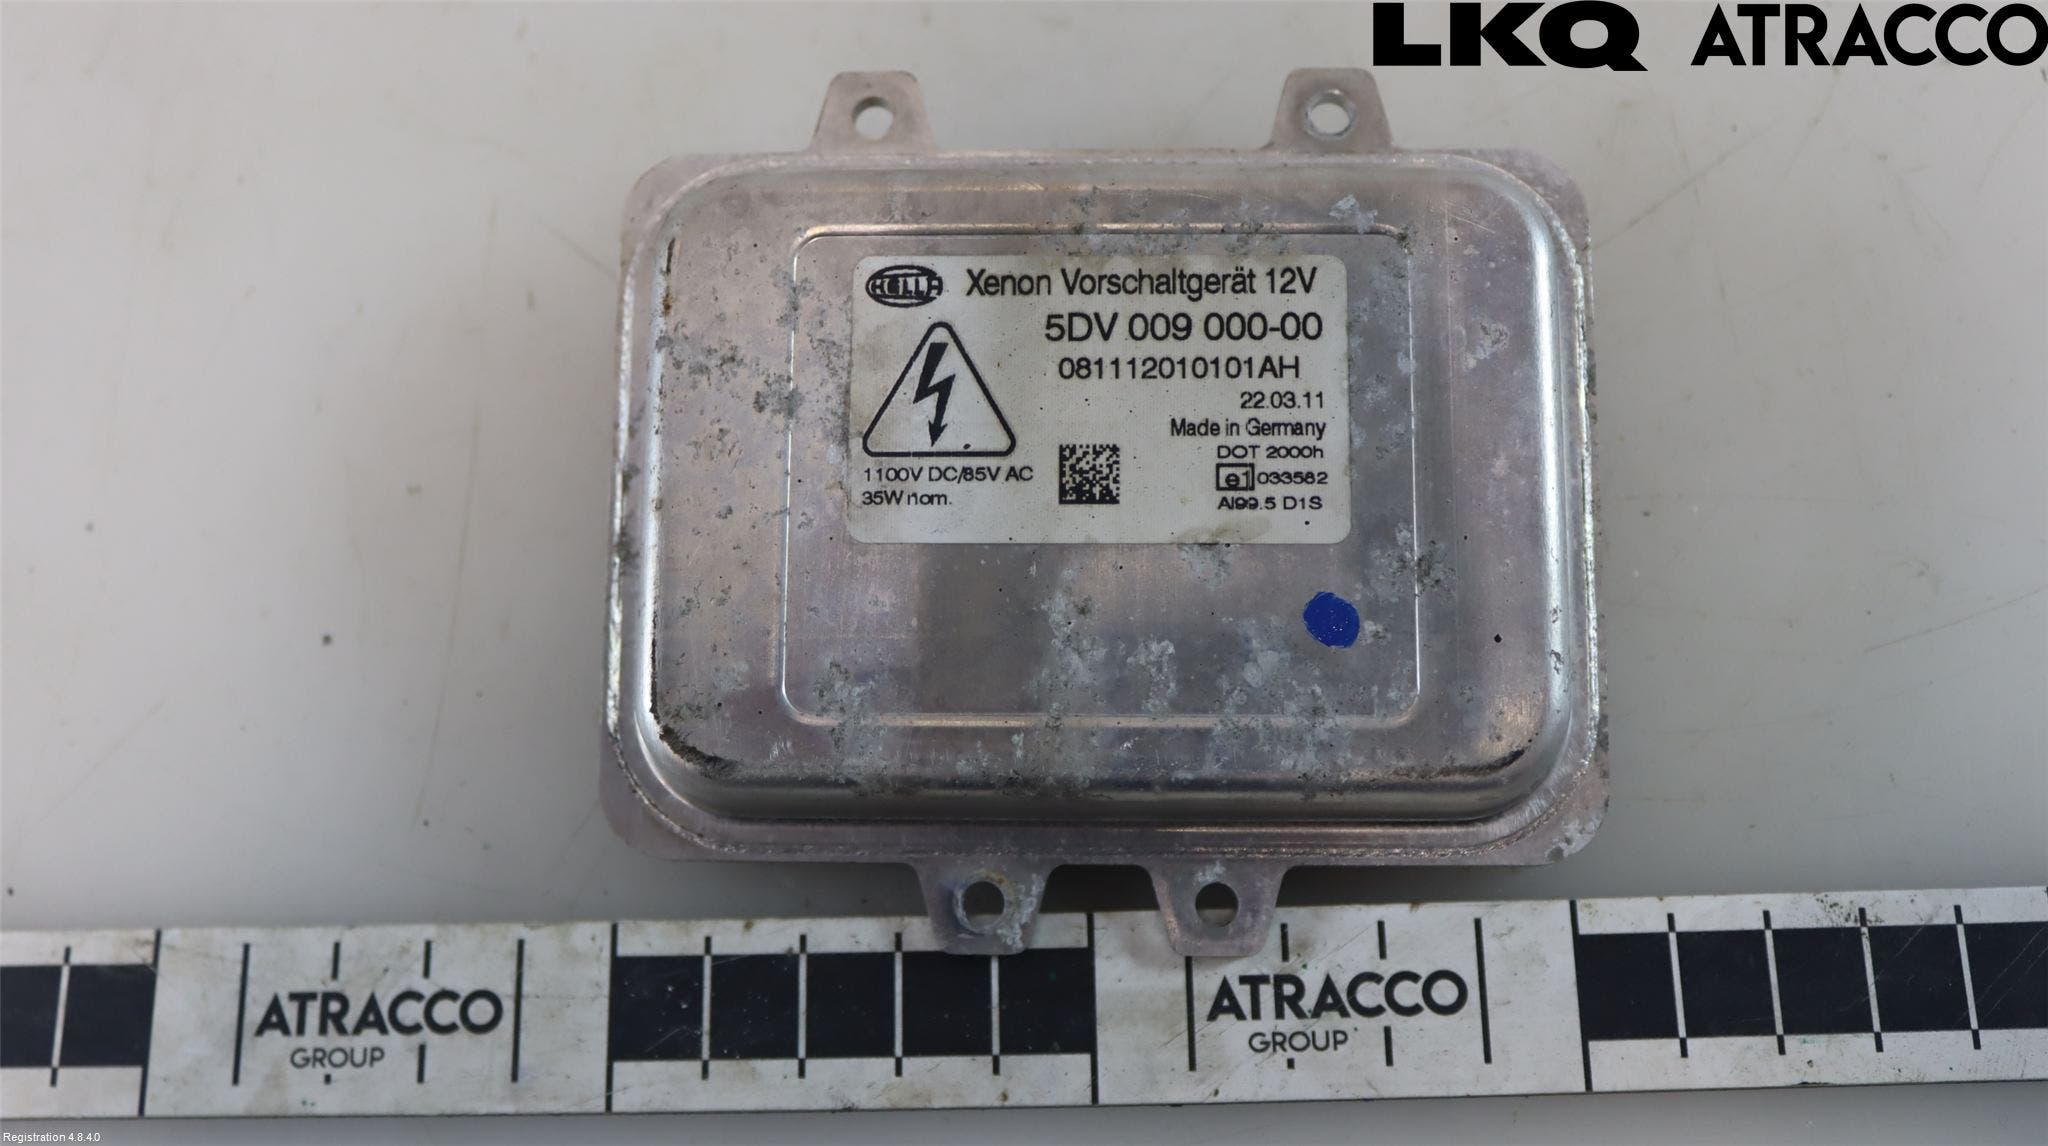 LKQ ATRACCO
HELLA Xenon Vorschaltgerät 12V
5DV 009 000-00
081112010101AH
22.03.11
Made in Germany
DOT 2000h
e1 033582
Al99.5 D1S
1100V DC/85V AC
35W nom.
ATRACCO
GROUP
ATRACCO
GROUP
Registration 4.8.4.0